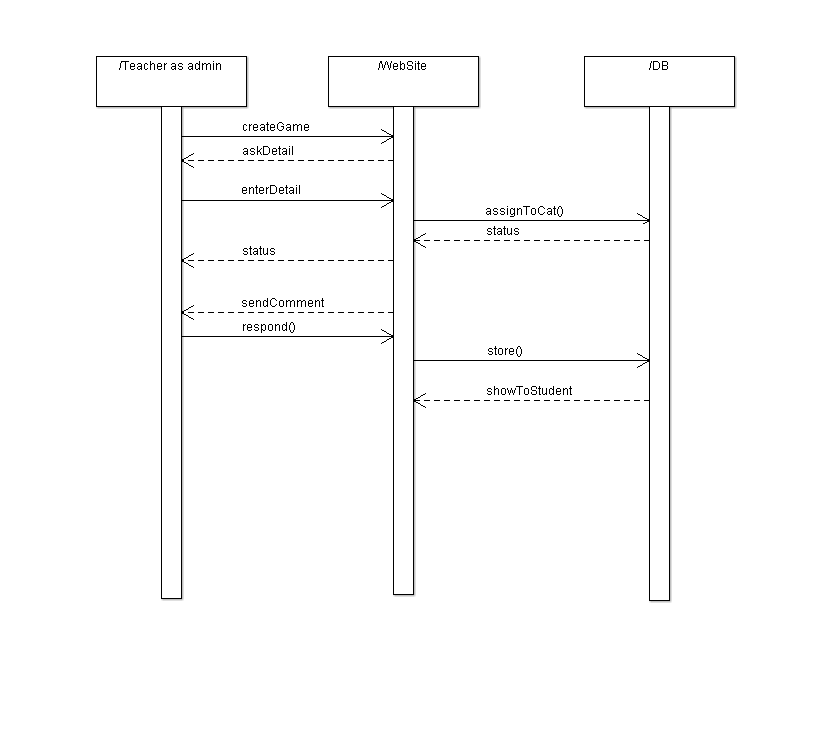 /Teacher as admin
/WebSite
/DB
createGame
askDetail
enterDetail
assignToCat()
status
status
sendComment
respond()
store()
showToStudent